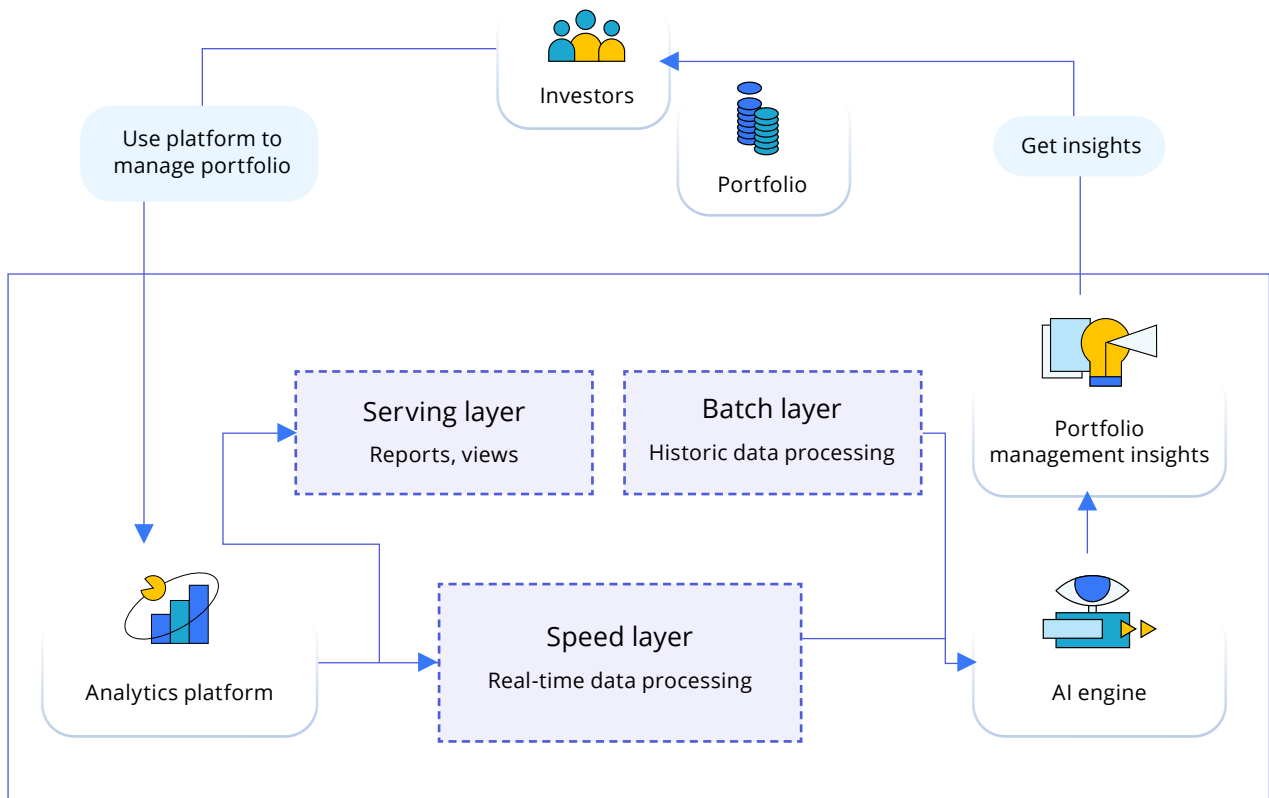 Investors
Portfolio
Use platform to
manage portfolio
Get insights
Serving layer
Reports, views
Batch layer
Historic data processing
Portfolio
management insights
Analytics platform
Speed layer
Real-time data processing
AI engine